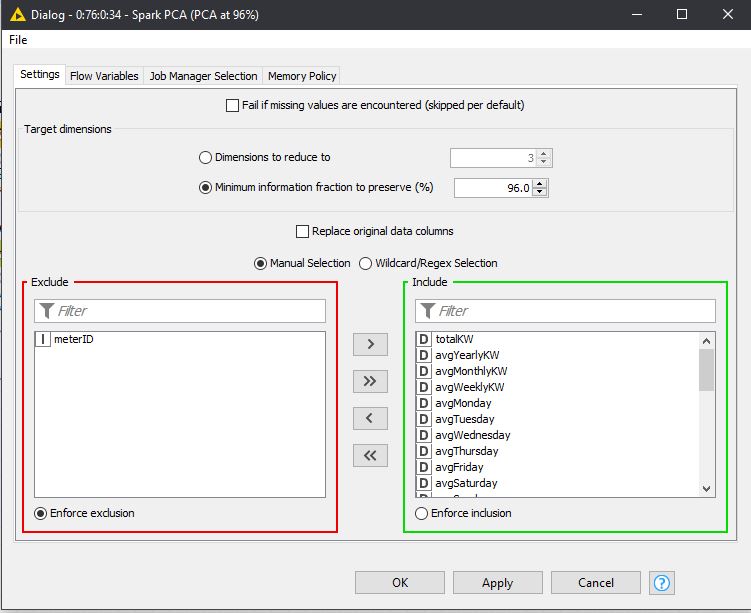 Dialog - 0:76:0:34 - Spark PCA (PCA at 96%)
File
Settings Flow Variables Job Manager Selection Memory Policy
Fail if missing values are encountered (skipped per default)
Target dimensions
Dimensions to reduce to 3
Minimum information fraction to preserve (%) 96.0
Replace original data columns
Manual Selection Wildcard/Regex Selection
Exclude
Filter
I meterID
Enforce exclusion
>
>>
<
<<
Include
Filter
D totalKW
D avgYearlyKW
D avgMonthlyKW
D avgWeeklyKW
D avgMonday
D avgTuesday
D avgWednesday
D avgThursday
D avgFriday
D avgSaturday
Enforce inclusion
OK Apply Cancel ?